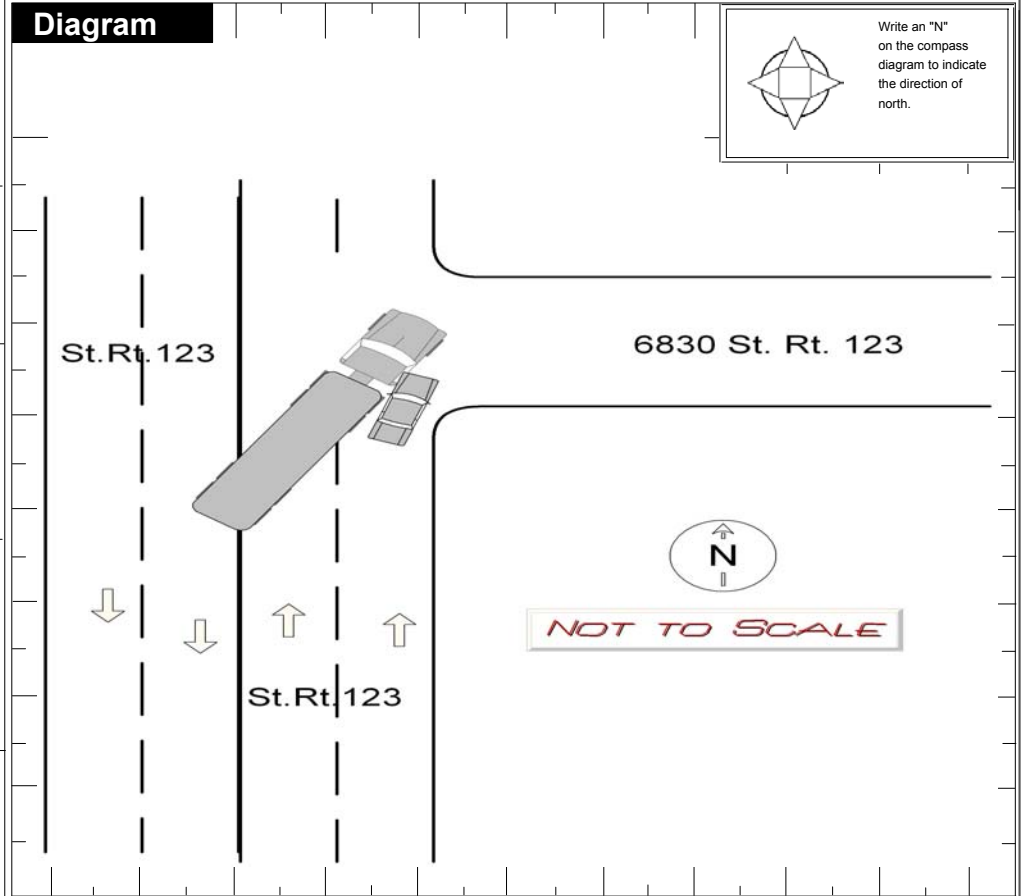 Diagram
Write an "N"
on the compass
diagram to indicate
the direction of
north.
St.Rt.123
6830 St. Rt. 123
N
NOT TO SCALE
St.Rt.123